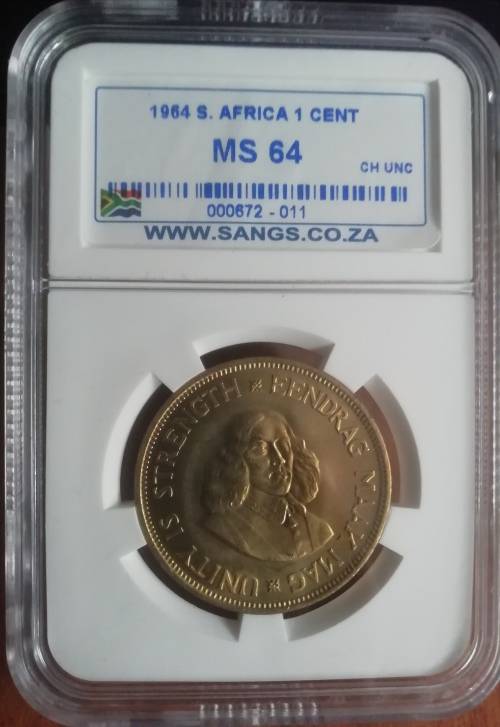 1964 S. AFRICA 1 CENT
MS 64
CH UNC
000672 - 011
WWW.SANGS.CO.ZA
UNITY IS STRENGTH * EENDRAG MAAK MAG *